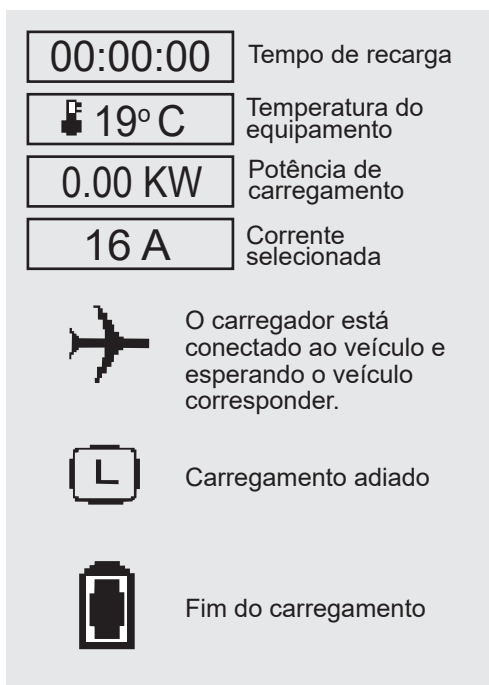 00:00:00 Tempo de recarga
19º C Temperatura do
equipamento
0.00 KW Potência de
carregamento
16 A Corrente
selecionada
O carregador está
conectado ao veículo e
esperando o veículo
corresponder.
L Carregamento adiado
Fim do carregamento